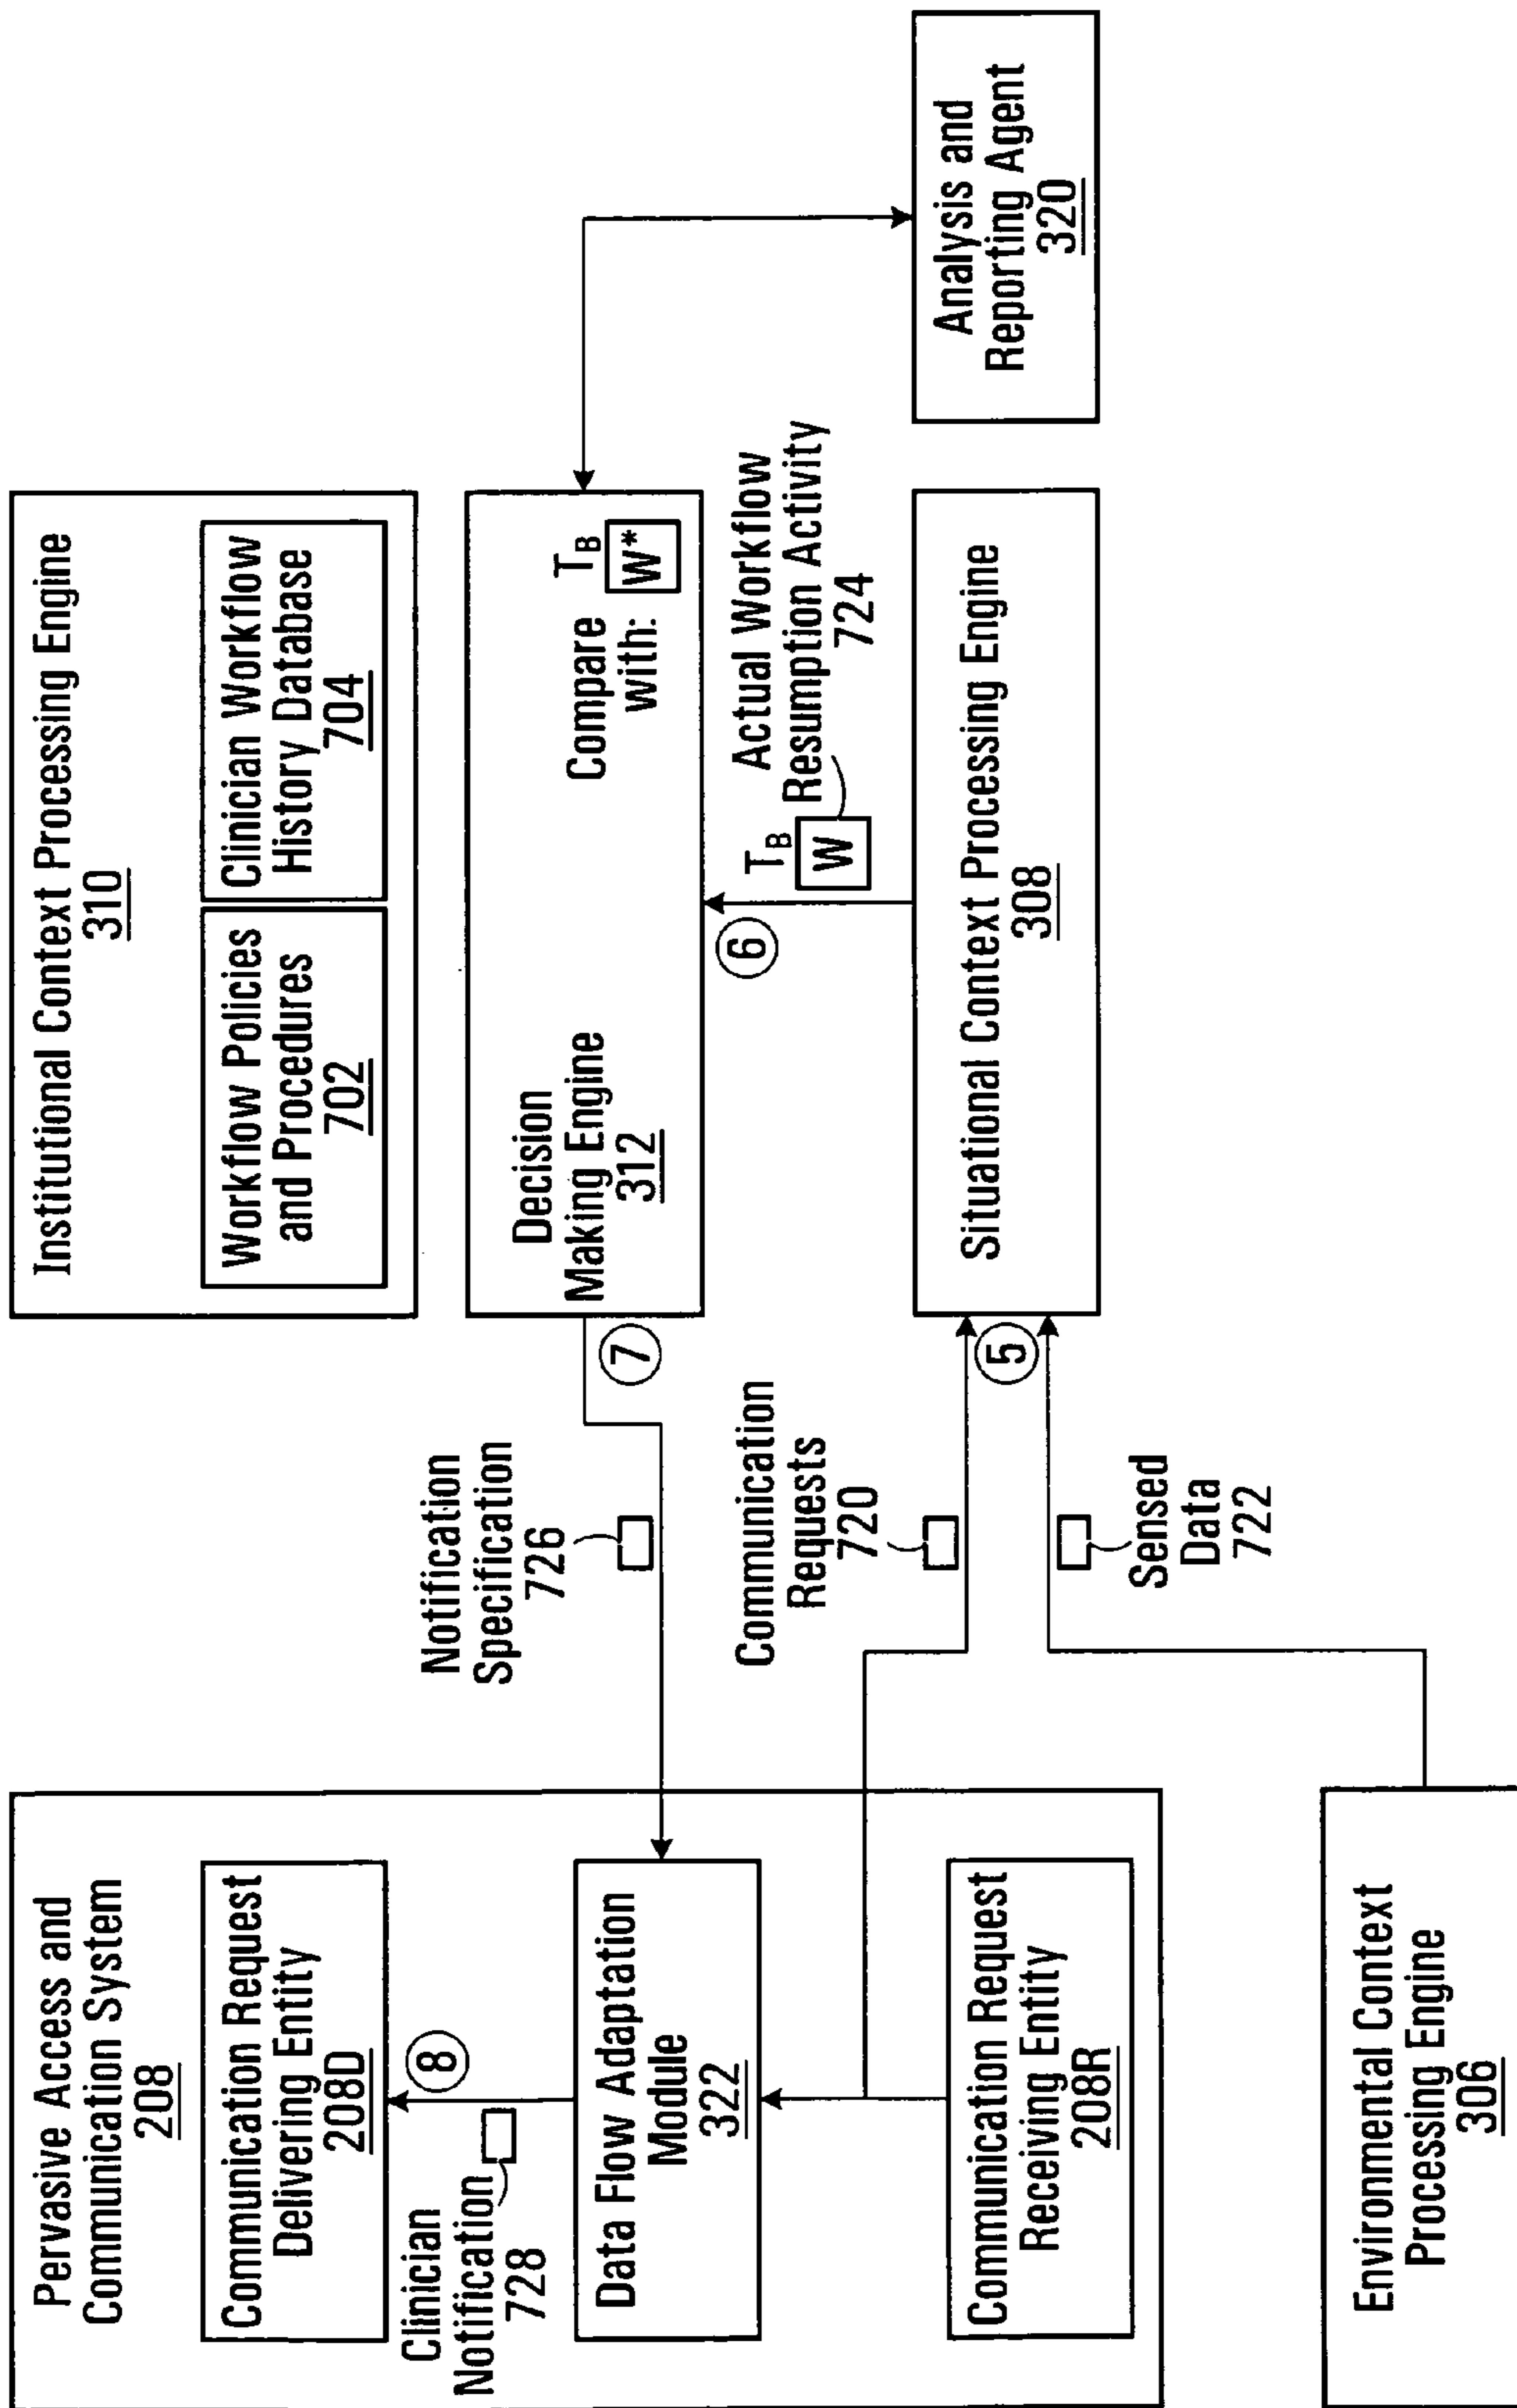 Pervasive Access and
Communication System
208
Communication Request
Delivering Entity
208D
8
Clinician
Notification
728
Data Flow Adaptation
Module
322
Communication Request
Receiving Entity
208R
Environmental Context
Processing Engine
306
Notification
Specification
726
7
Communication
Requests
720
5
Sensed
Data
722
Institutional Context Processing Engine
310
Workflow Policies
and Procedures
702
Clinician Workflow
History Database
704
Decision
Making Engine
312
Compare
with:
TB
W*
6
TB
W
Actual Workflow
Resumption Activity
724
Situational Context Processing Engine
308
Analysis and
Reporting Agent
320